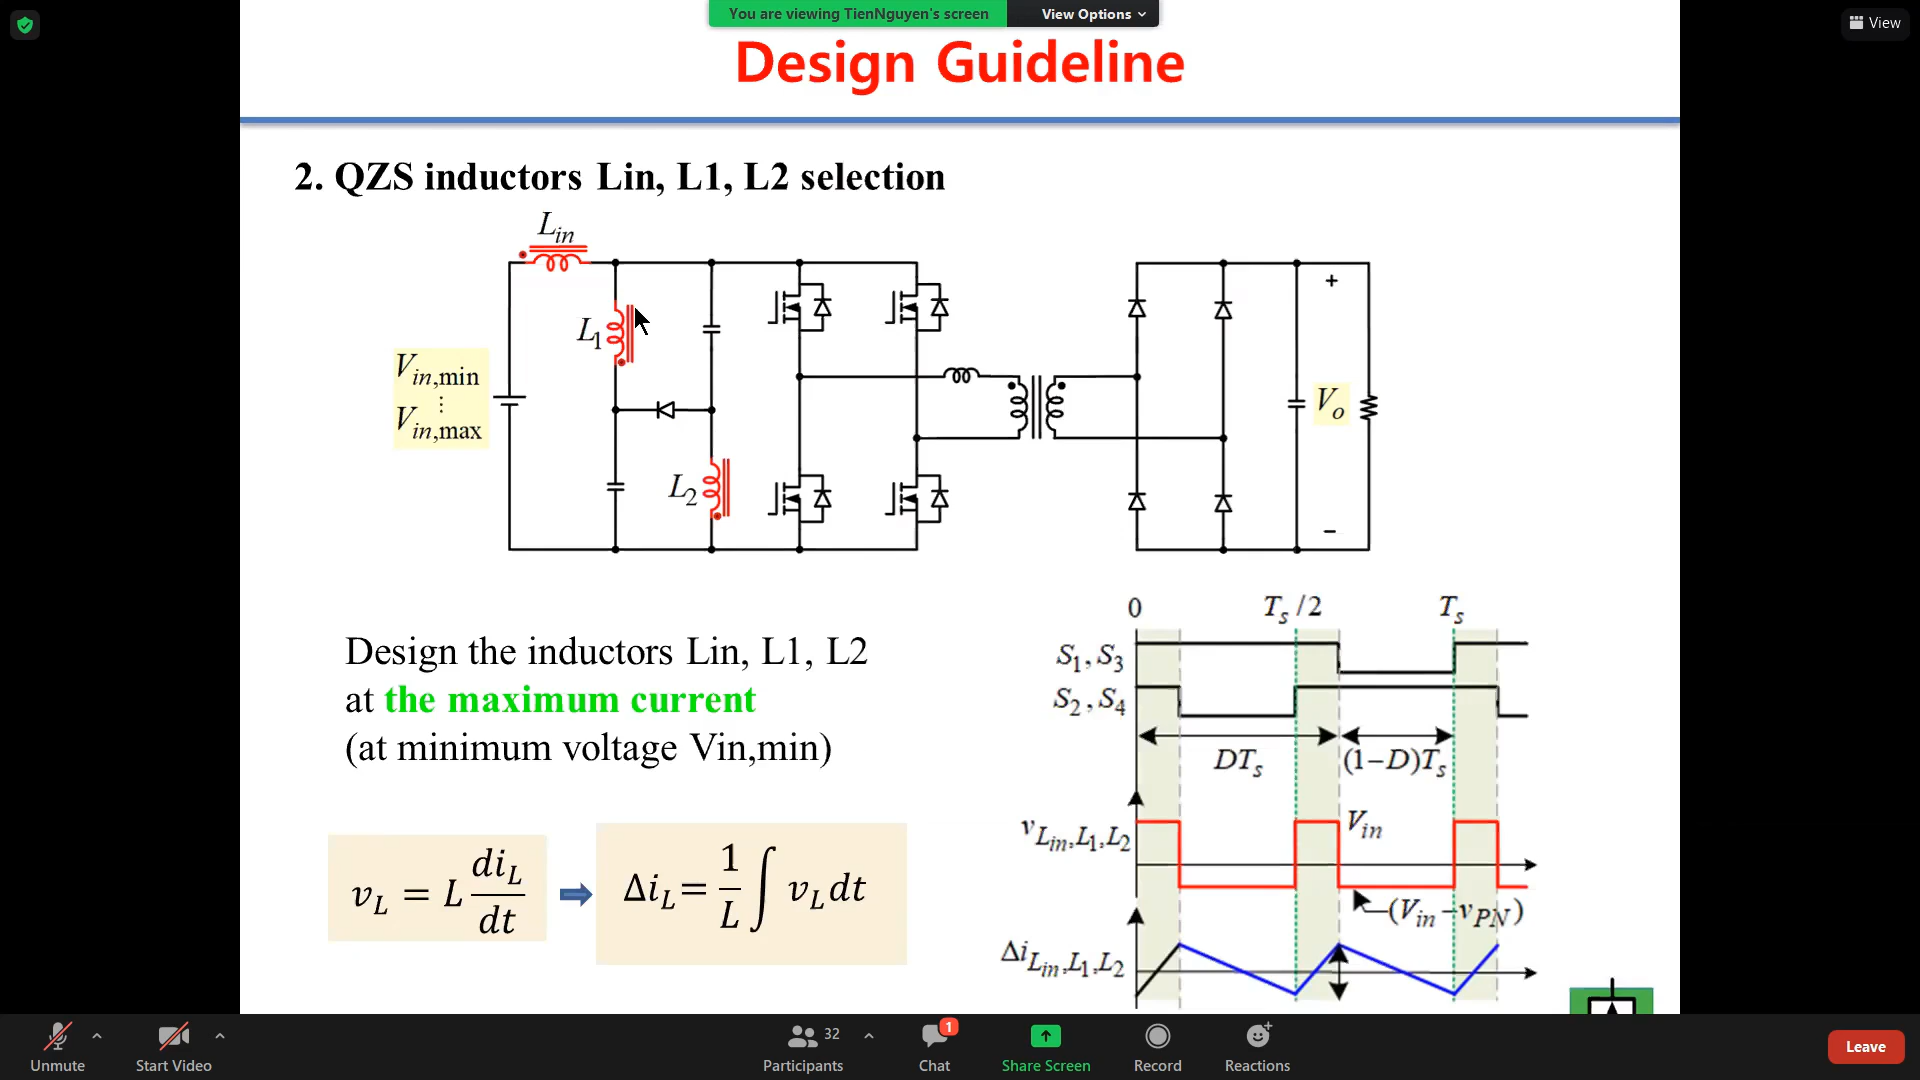 You are viewing TienNguyen's screen
View Options
View
Design Guideline
2. QZS inductors Lin, L1, L2 selection
Lin
L1
Vin,min
⋮
Vin,max
L2
+
Vo
−
Design the inductors Lin, L1, L2
at the maximum current
(at minimum voltage Vin,min)
vL = L diL/dt
ΔiL= 1/L ∫ vLdt
0
Ts /2
Ts
S1,S3
S2,S4
DTs
(1−D)Ts
vLin,L1,L2
Vin
−(Vin −vPN)
ΔiLin,L1,L2
Unmute
Start Video
32
Participants
1
Chat
Share Screen
Record
Reactions
Leave